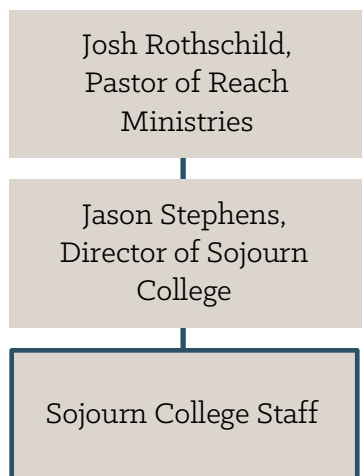 Josh Rothschild,
Pastor of Reach
Ministries
Jason Stephens,
Director of Sojourn
College
Sojourn College Staff